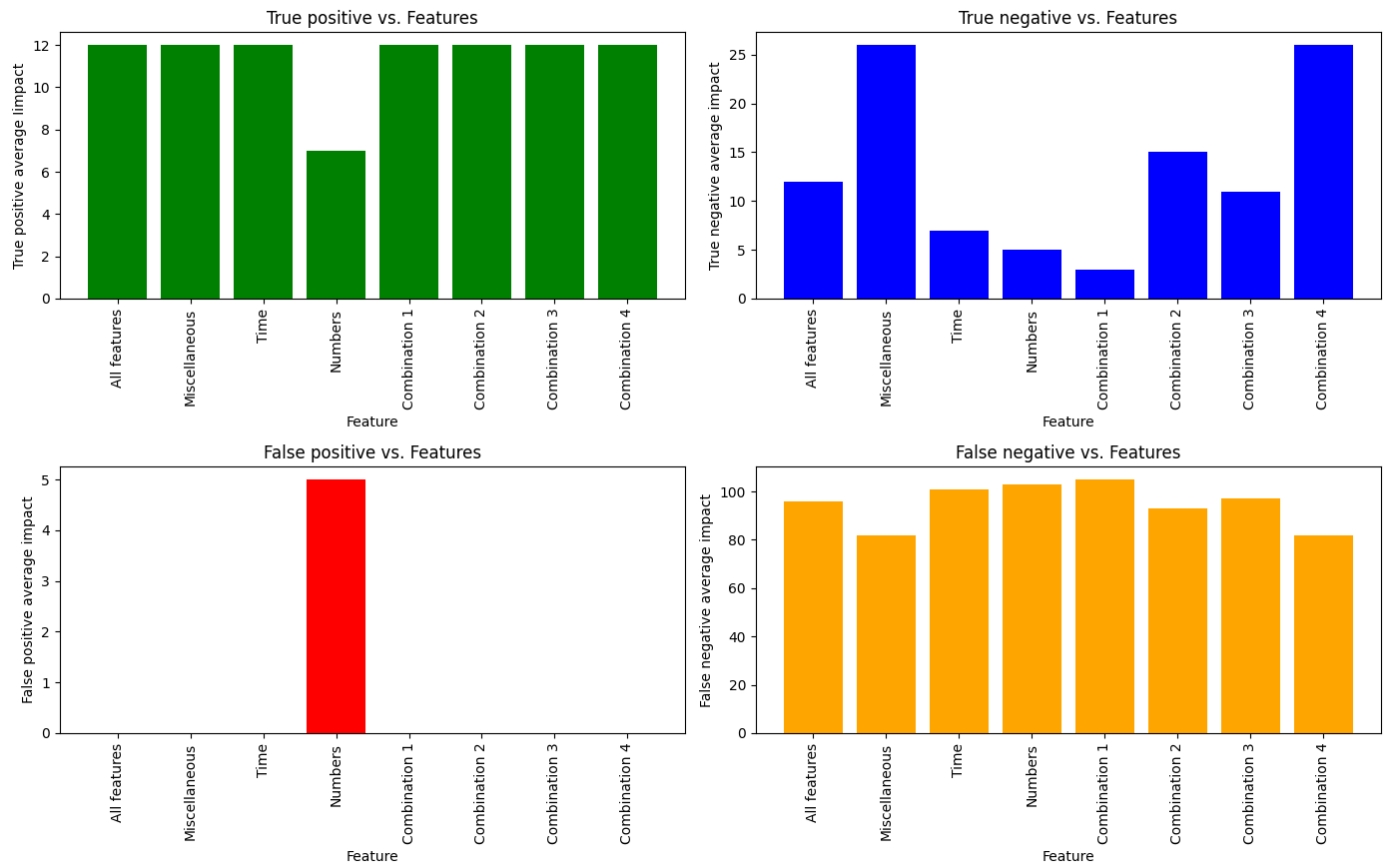 True positive vs. Features
True positive average limpact
12
10
8
6
4
2
0
All features
Miscellaneous
Time
Numbers
Combination 1
Combination 2
Combination 3
Combination 4
Feature
True negative vs. Features
True negative average impact
25
20
15
10
5
0
All features
Miscellaneous
Time
Numbers
Combination 1
Combination 2
Combination 3
Combination 4
Feature
False positive vs. Features
False positive average impact
5
4
3
2
1
0
All features
Miscellaneous
Time
Numbers
Combination 1
Combination 2
Combination 3
Combination 4
Feature
False negative vs. Features
False negative average impact
100
80
60
40
20
0
All features
Miscellaneous
Time
Numbers
Combination 1
Combination 2
Combination 3
Combination 4
Feature